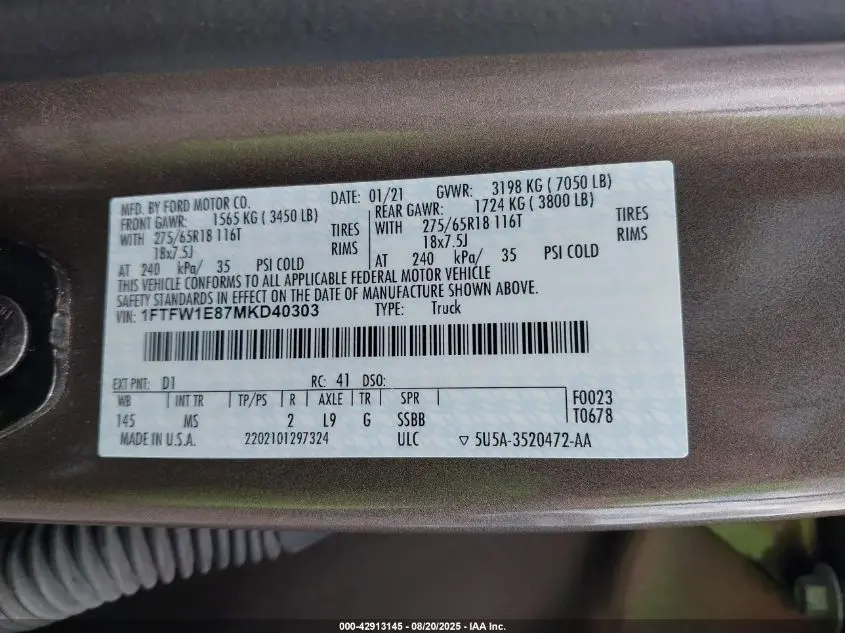 MFD. BY FORD MOTOR CO. DATE: 01/21 GVWR: 3198 KG ( 7050 LB)
FRONT GAWR: 1565 KG ( 3450 LB) REAR GAWR: 1724 KG ( 3800 LB)
WITH 275/65R18 116T TIRES WITH 275/65R18 116T TIRES
18x7.5J RIMS 18x7.5J RIMS
AT 240 kPa/ 35 PSI COLD AT 240 kPa/ 35 PSI COLD
THIS VEHICLE CONFORMS TO ALL APPLICABLE FEDERAL MOTOR VEHICLE
SAFETY STANDARDS IN EFFECT ON THE DATE OF MANUFACTURE SHOWN ABOVE.
VIN: 1FTFW1E87MKD40303 TYPE: Truck
EXT PNT: D1 RC: 41 DSO:
WB | INT TR | TP/PS | R | AXLE | TR | SPR F0023
145 MS 2 L9 G SSBB T0678
MADE IN U.S.A. 2202101297324 ULC ▽ 5U5A-3520472-AA
000-42913145 - 08/20/2025 - IAA Inc.